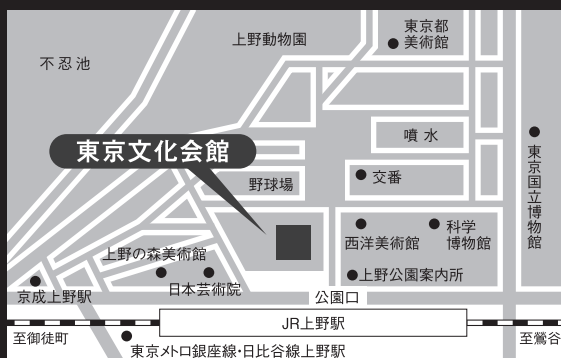 上野動物園
東京都
美術館
不忍池
噴水
東京文化会館
東京国立博物館
野球場
交番
西洋美術館
科学
博物館
上野の森美術館
日本芸術院
上野公園案内所
京成上野駅
公園口
JR上野駅
至御徒町
至鶯谷
東京メトロ銀座線・日比谷線上野駅